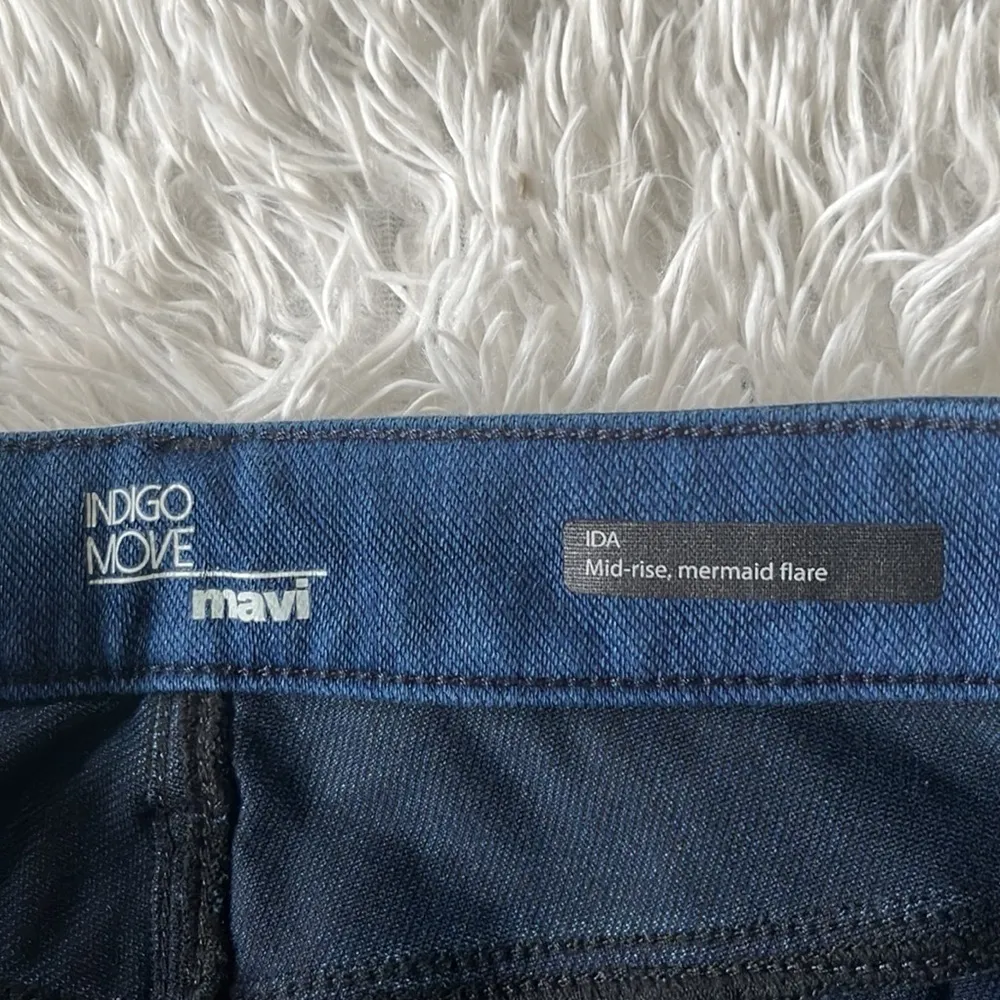 INDIGO
MOVE
mavi
IDA
Mid-rise, mermaid flare